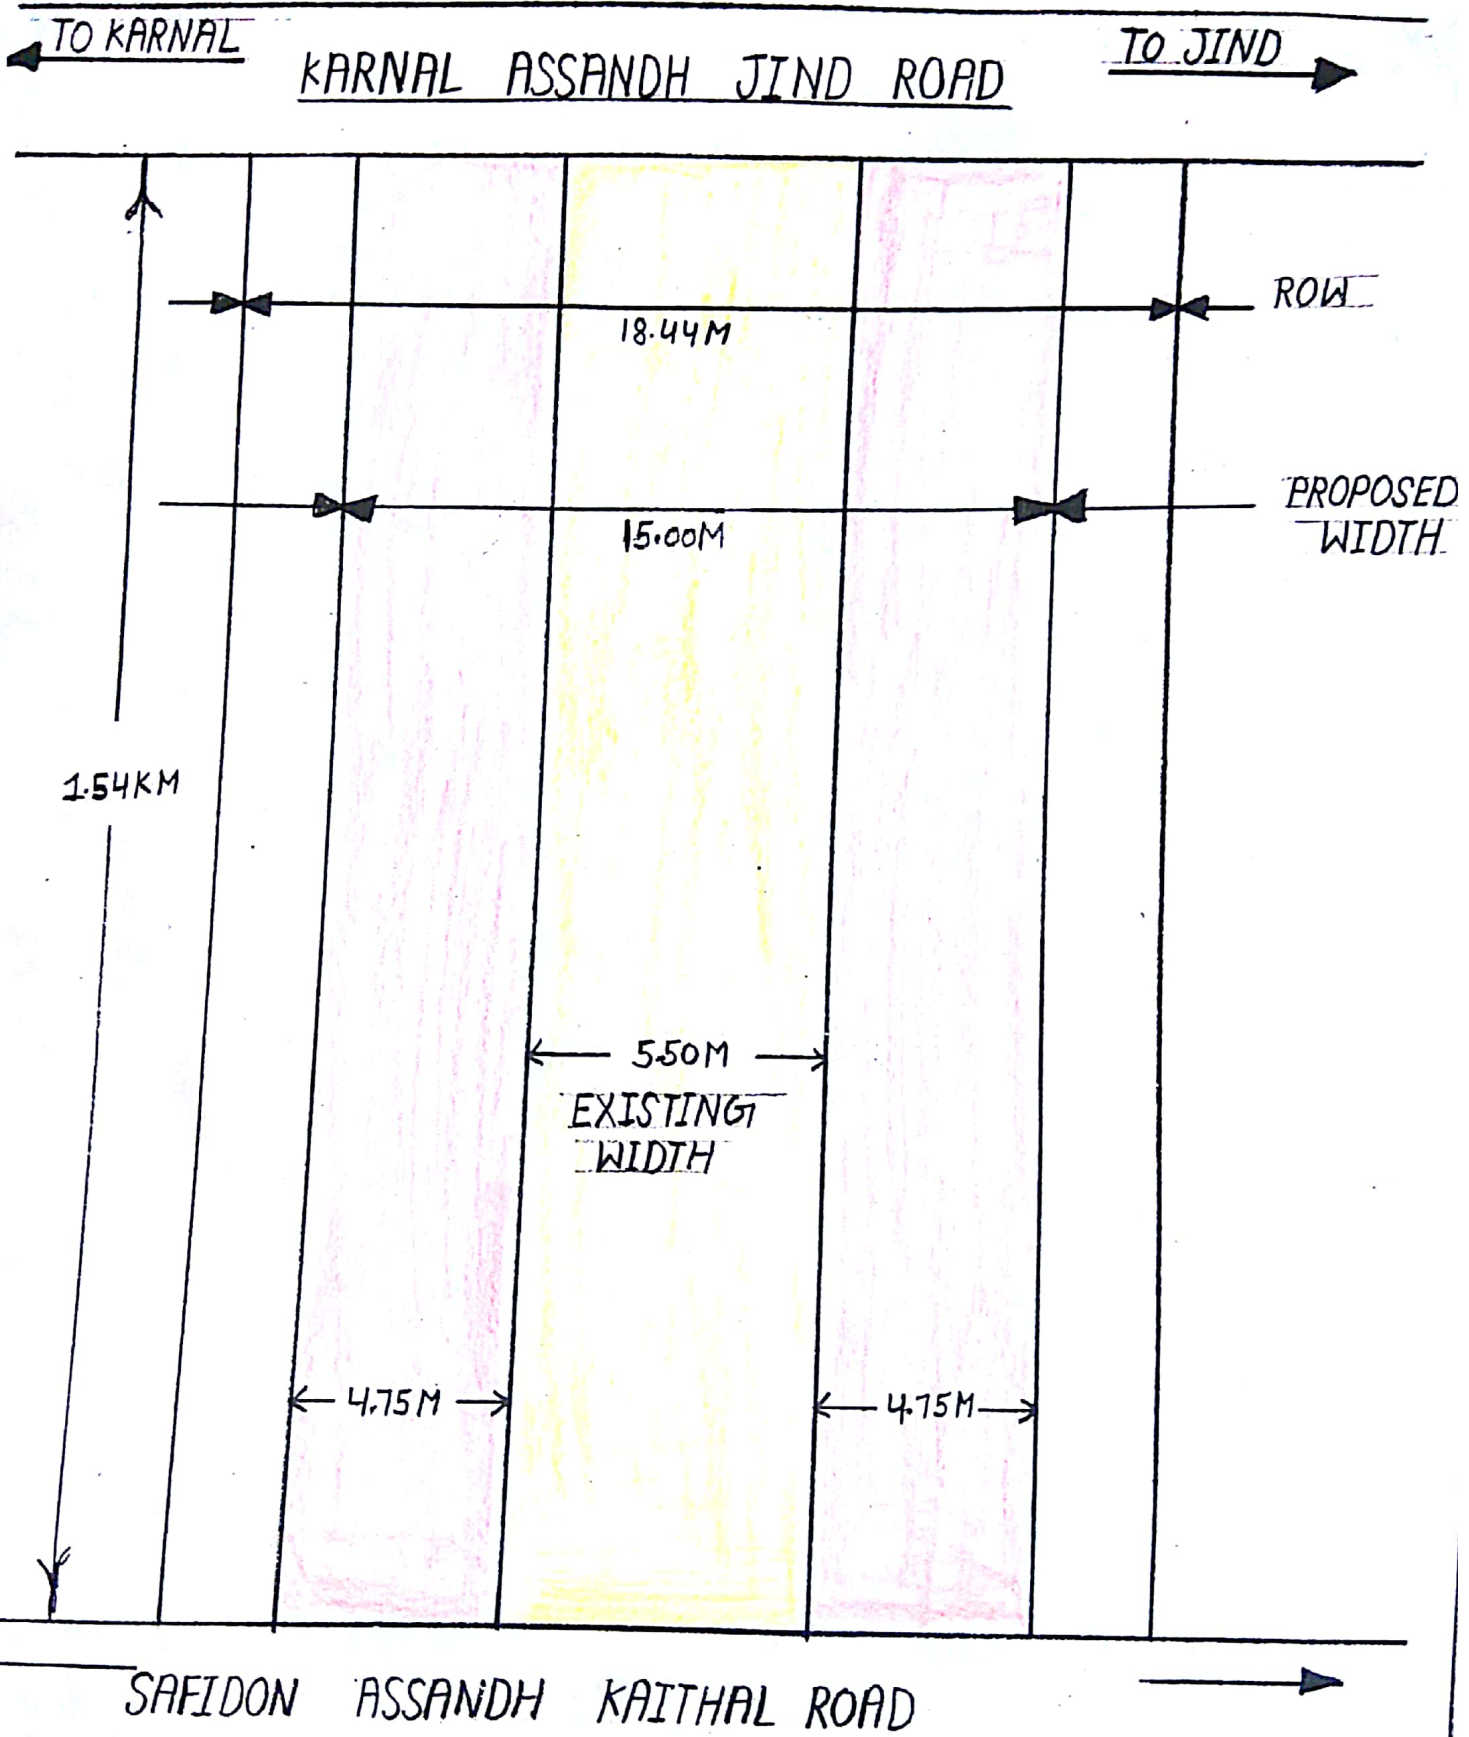 TO KARNAL
KARNAL ASSANDH JIND ROAD
TO JIND
ROW
18.44M
PROPOSED
WIDTH
15.00M
1.54KM
5.50M
EXISTING
WIDTH
4.75M
4.75M
SAFIDON ASSANDH KAITHAL ROAD